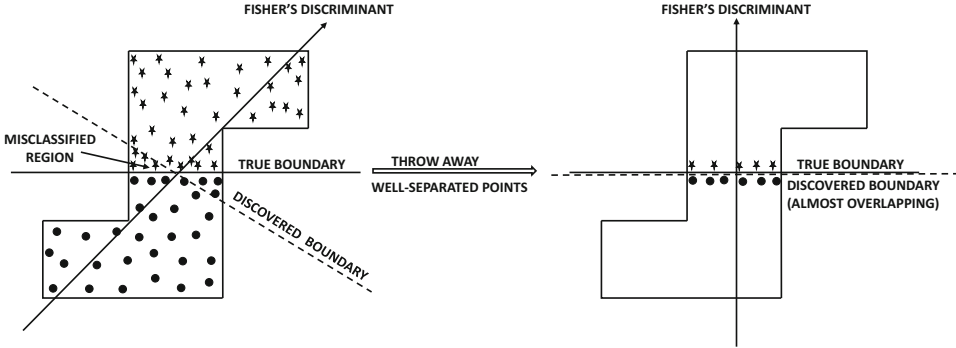 FISHER'S DISCRIMINANT
MISCLASSIFIED
REGION
TRUE BOUNDARY
DISCOVERED BOUNDARY
THROW AWAY
WELL-SEPARATED POINTS
FISHER'S DISCRIMINANT
TRUE BOUNDARY
DISCOVERED BOUNDARY
(ALMOST OVERLAPPING)